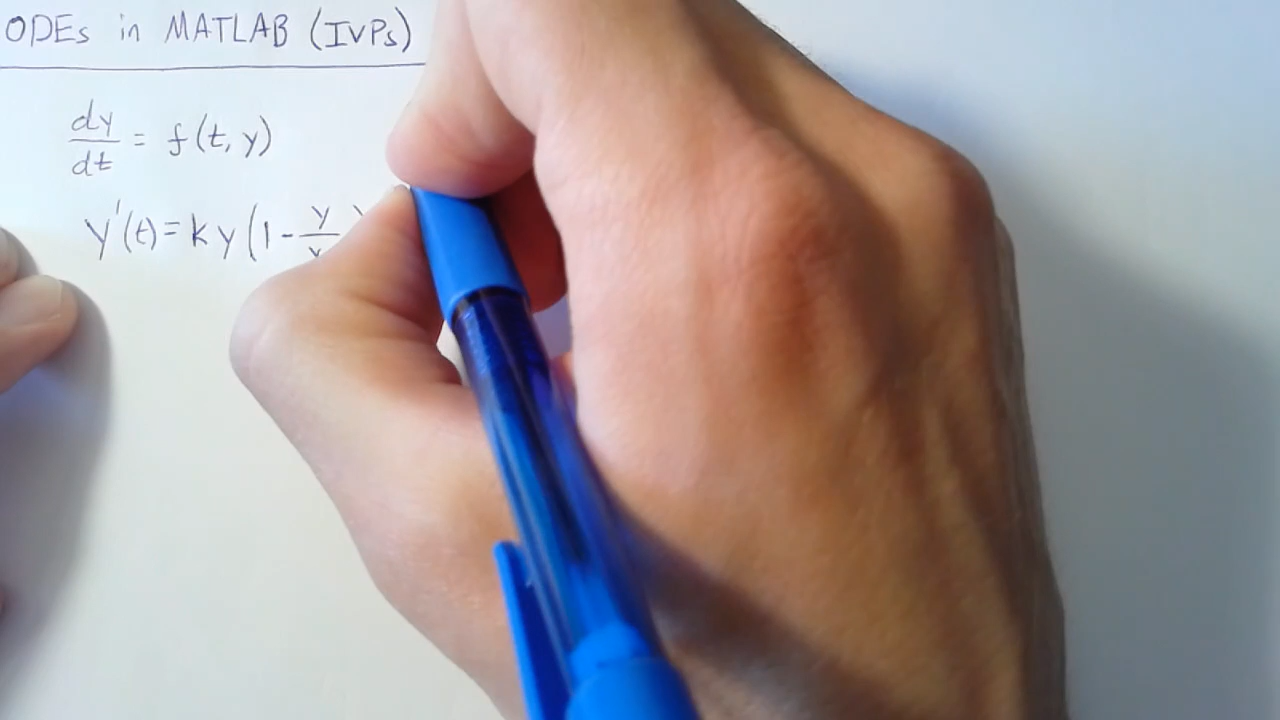 ODEs in MATLAB (IVPs)
dy/dt = f(t, y)
y'(t) = k y (1 - y/